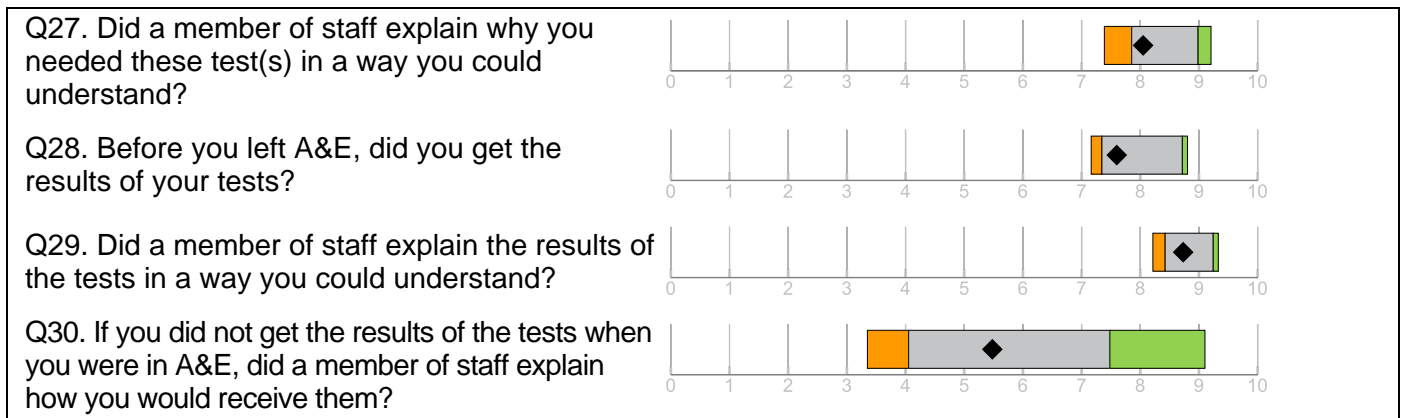 Q27. Did a member of staff explain why you
needed these test(s) in a way you could
understand?
0 1 2 3 4 5 6 7 8 9 10
Q28. Before you left A&E, did you get the
results of your tests?
0 1 2 3 4 5 6 7 8 9 10
Q29. Did a member of staff explain the results of
the tests in a way you could understand?
0 1 2 3 4 5 6 7 8 9 10
Q30. If you did not get the results of the tests when
you were in A&E, did a member of staff explain
how you would receive them?
0 1 2 3 4 5 6 7 8 9 10